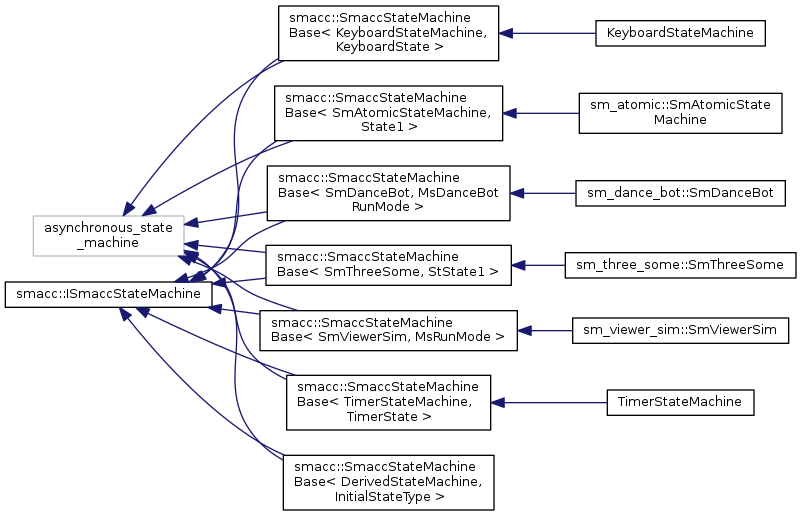 smacc::SmaccStateMachine
Base< KeyboardStateMachine,
KeyboardState >
KeyboardStateMachine
smacc::SmaccStateMachine
Base< SmAtomicStateMachine,
State1 >
sm_atomic::SmAtomicState
Machine
smacc::SmaccStateMachine
Base< SmDanceBot, MsDanceBot
RunMode >
sm_dance_bot::SmDanceBot
asynchronous_state
_machine
smacc::SmaccStateMachine
Base< SmThreeSome, StState1 >
sm_three_some::SmThreeSome
smacc::ISmaccStateMachine
smacc::SmaccStateMachine
Base< SmViewerSim, MsRunMode >
sm_viewer_sim::SmViewerSim
smacc::SmaccStateMachine
Base< TimerStateMachine,
TimerState >
TimerStateMachine
smacc::SmaccStateMachine
Base< DerivedStateMachine,
InitialStateType >